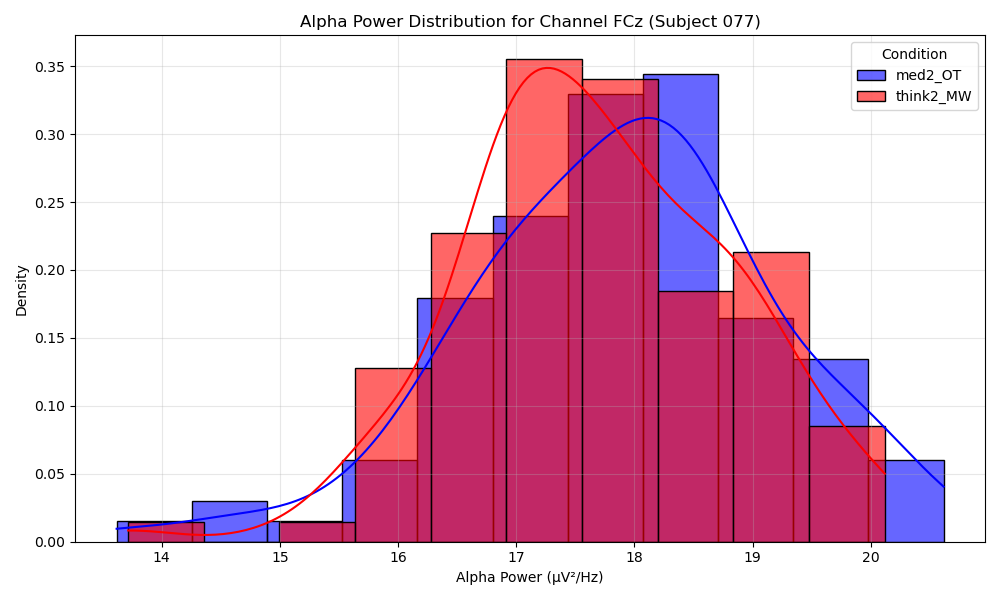 Alpha Power Distribution for Channel FCz (Subject 077)
Condition
med2_OT
think2_MW
0.35
0.30
0.25
0.20
0.15
0.10
0.05
0.00
Density
14 15 16 17 18 19 20
Alpha Power (μV²/Hz)